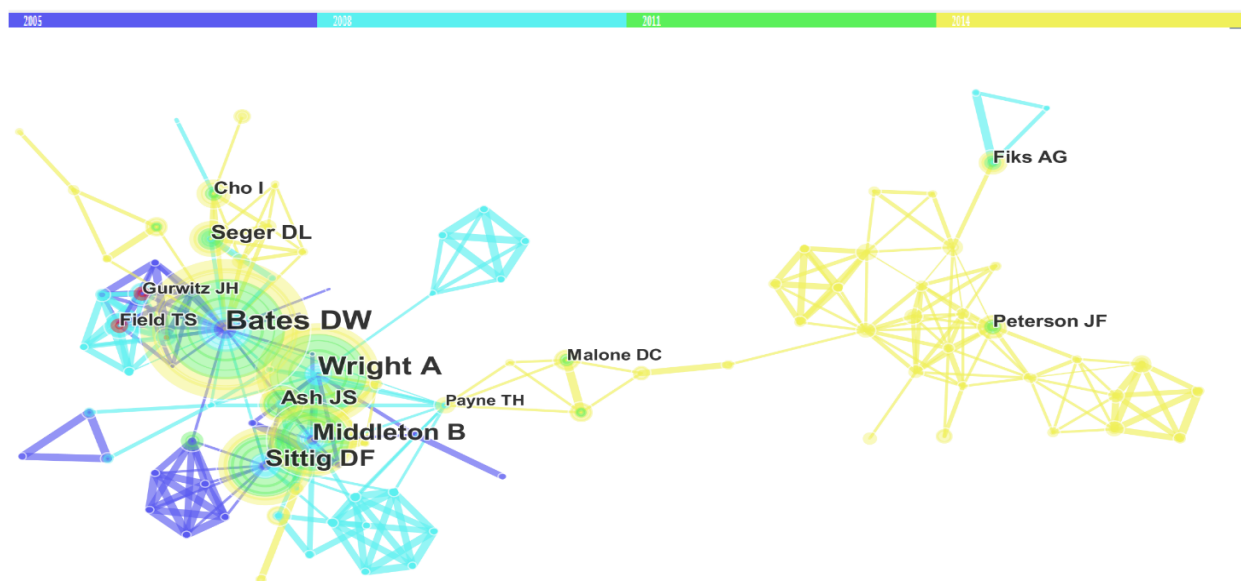 2005 2008 2011 2014
Fiks AG
Cho I
Seger DL
Gurwitz JH
Field TS
Bates DW
Peterson JF
Malone DC
Wright A
Ash JS
Payne TH
Middleton B
Sittig DF